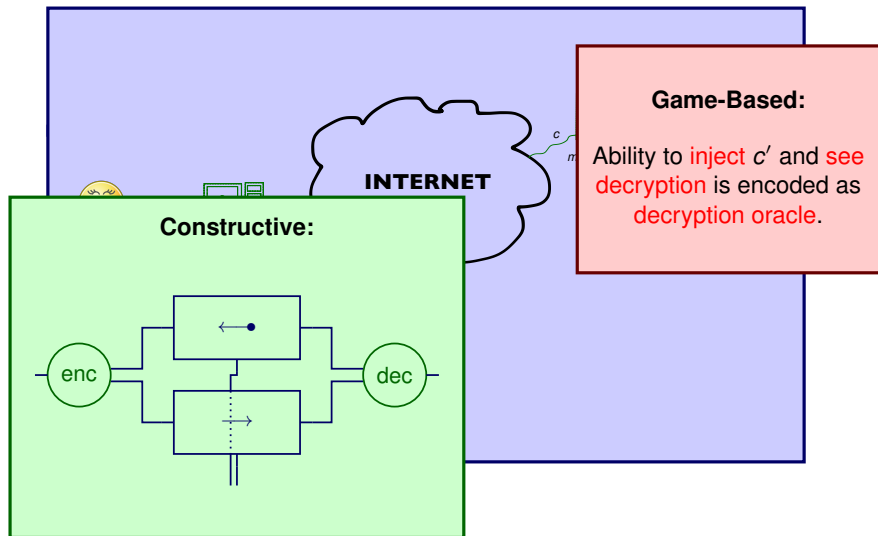 Game-Based:
c
m
Ability to inject c′ and see
decryption is encoded as
decryption oracle.
INTERNET
Constructive:
enc
dec